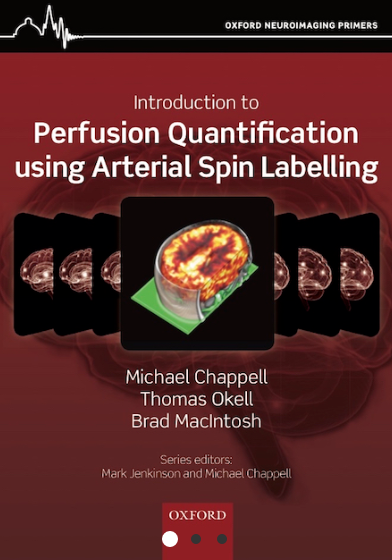 OXFORD NEUROIMAGING PRIMERS
Introduction to
Perfusion Quantification
using Arterial Spin Labelling
Michael Chappell
Thomas Okell
Brad MacIntosh
Series editors:
Mark Jenkinson and Michael Chappell
OXFORD